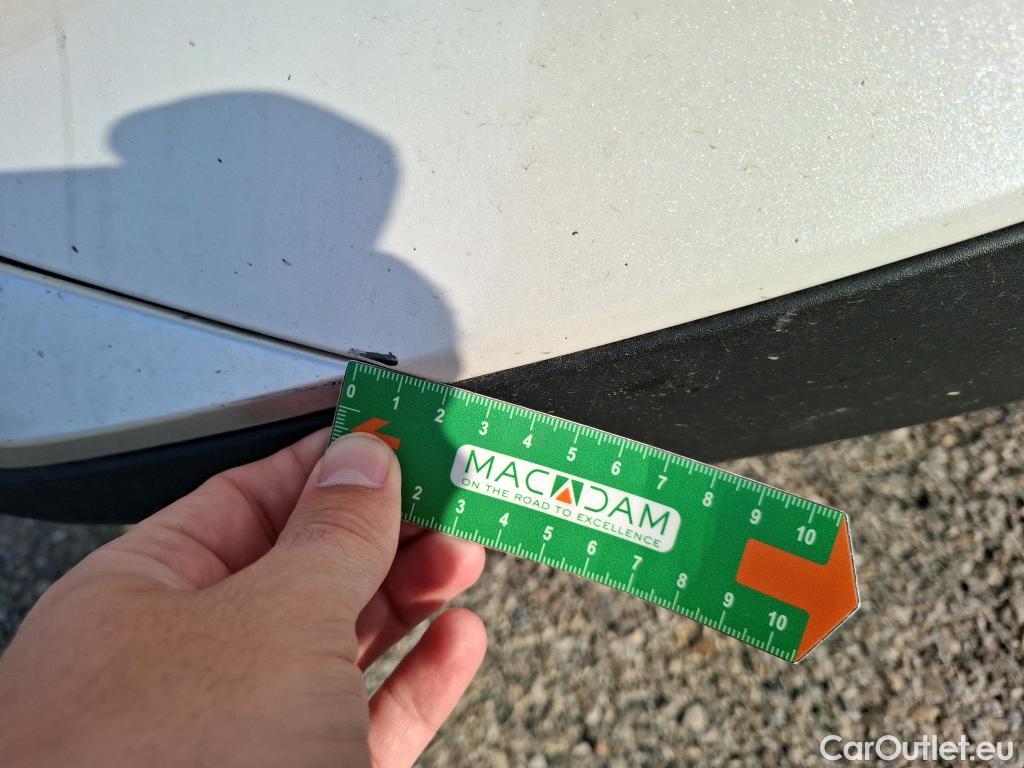 0 1 2 3 4 5 6 7 8 9 10
MACADAM
ON THE ROAD TO EXCELLENCE
2 3 4 5 6 7 8 9 10
CarOutlet.eu